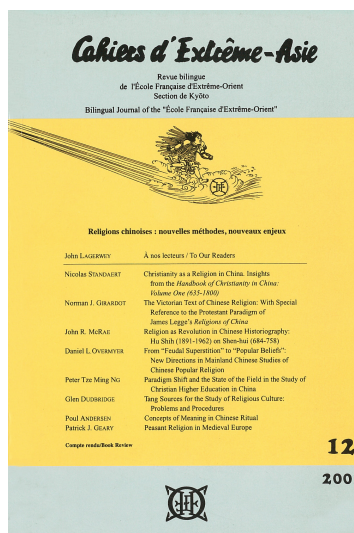 Cahiers d'Extrême-Asie
Revue bilingue
de l'École Française d'Extrême-Orient
Section de Kyōto
Bilingual Journal of the "École Française d'Extrême-Orient"
Religions chinoises : nouvelles méthodes, nouveaux enjeux
John LAGERWEY À nos lecteurs / To Our Readers
Nicolas STANDAERT Christianity as a Religion in China. Insights
from the Handbook of Christianity in China:
Volume One (635-1800)
Norman J. GIRARDOT The Victorian Text of Chinese Religion: With Special
Reference to the Protestant Paradigm of
James Legge's Religions of China
John R. MCRAE Religion as Revolution in Chinese Historiography:
Hu Shih (1891-1962) on Shen-hui (684-758)
Daniel L OVERMYER From "Feudal Superstition" to "Popular Beliefs":
New Directions in Mainland Chinese Studies of
Chinese Popular Religion
Peter Tze Ming NG Paradigm Shift and the State of the Field in the Study of
Christian Higher Education in China
Glen DUDBRIDGE Tang Sources for the Study of Religious Culture:
Problems and Procedures
Poul ANDERSEN Concepts of Meaning in Chinese Ritual
Patrick J. GEARY Peasant Religion in Medieval Europe
Compte rendu/Book Review
12
200